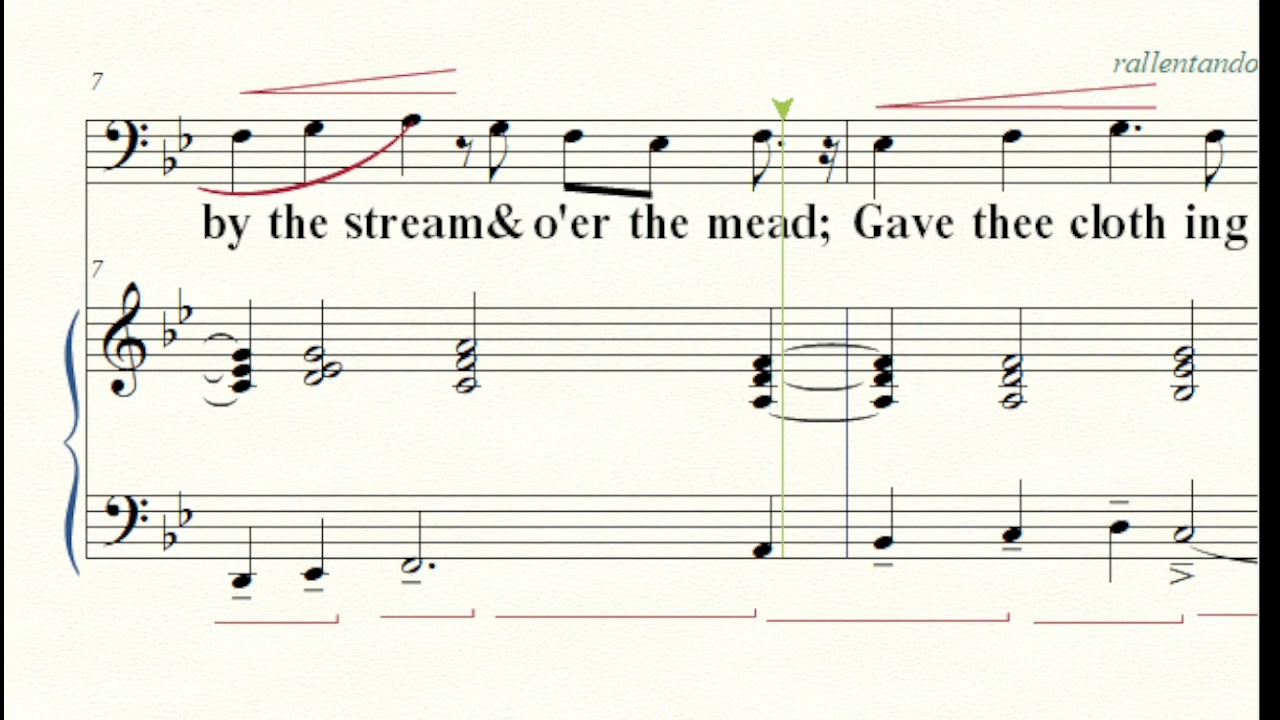 rallentando
7
by the stream& o'er the mead; Gave thee cloth ing
7